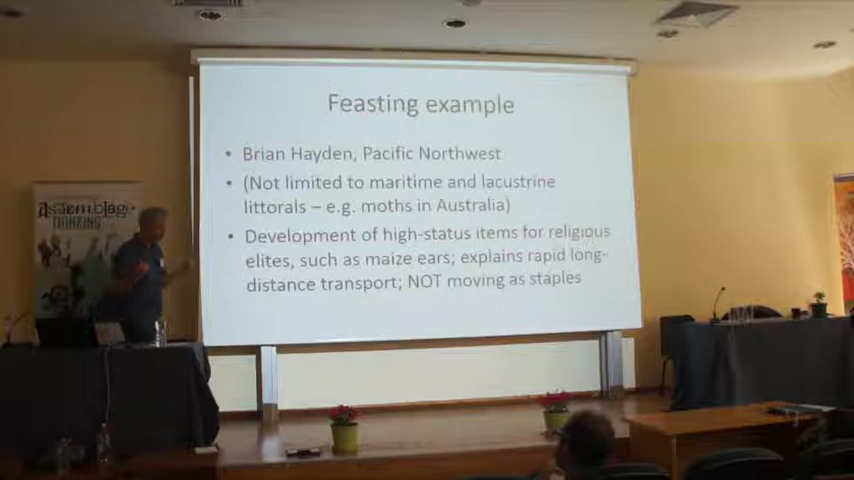 Feasting example
• Brian Hayden, Pacific Northwest
• (Not limited to maritime and lacustrine
littorals – e.g. moths in Australia)
• Development of high-status items for religious
elites, such as maize ears; explains rapid long-
distance transport; NOT moving as staples
assemblage
THINKING